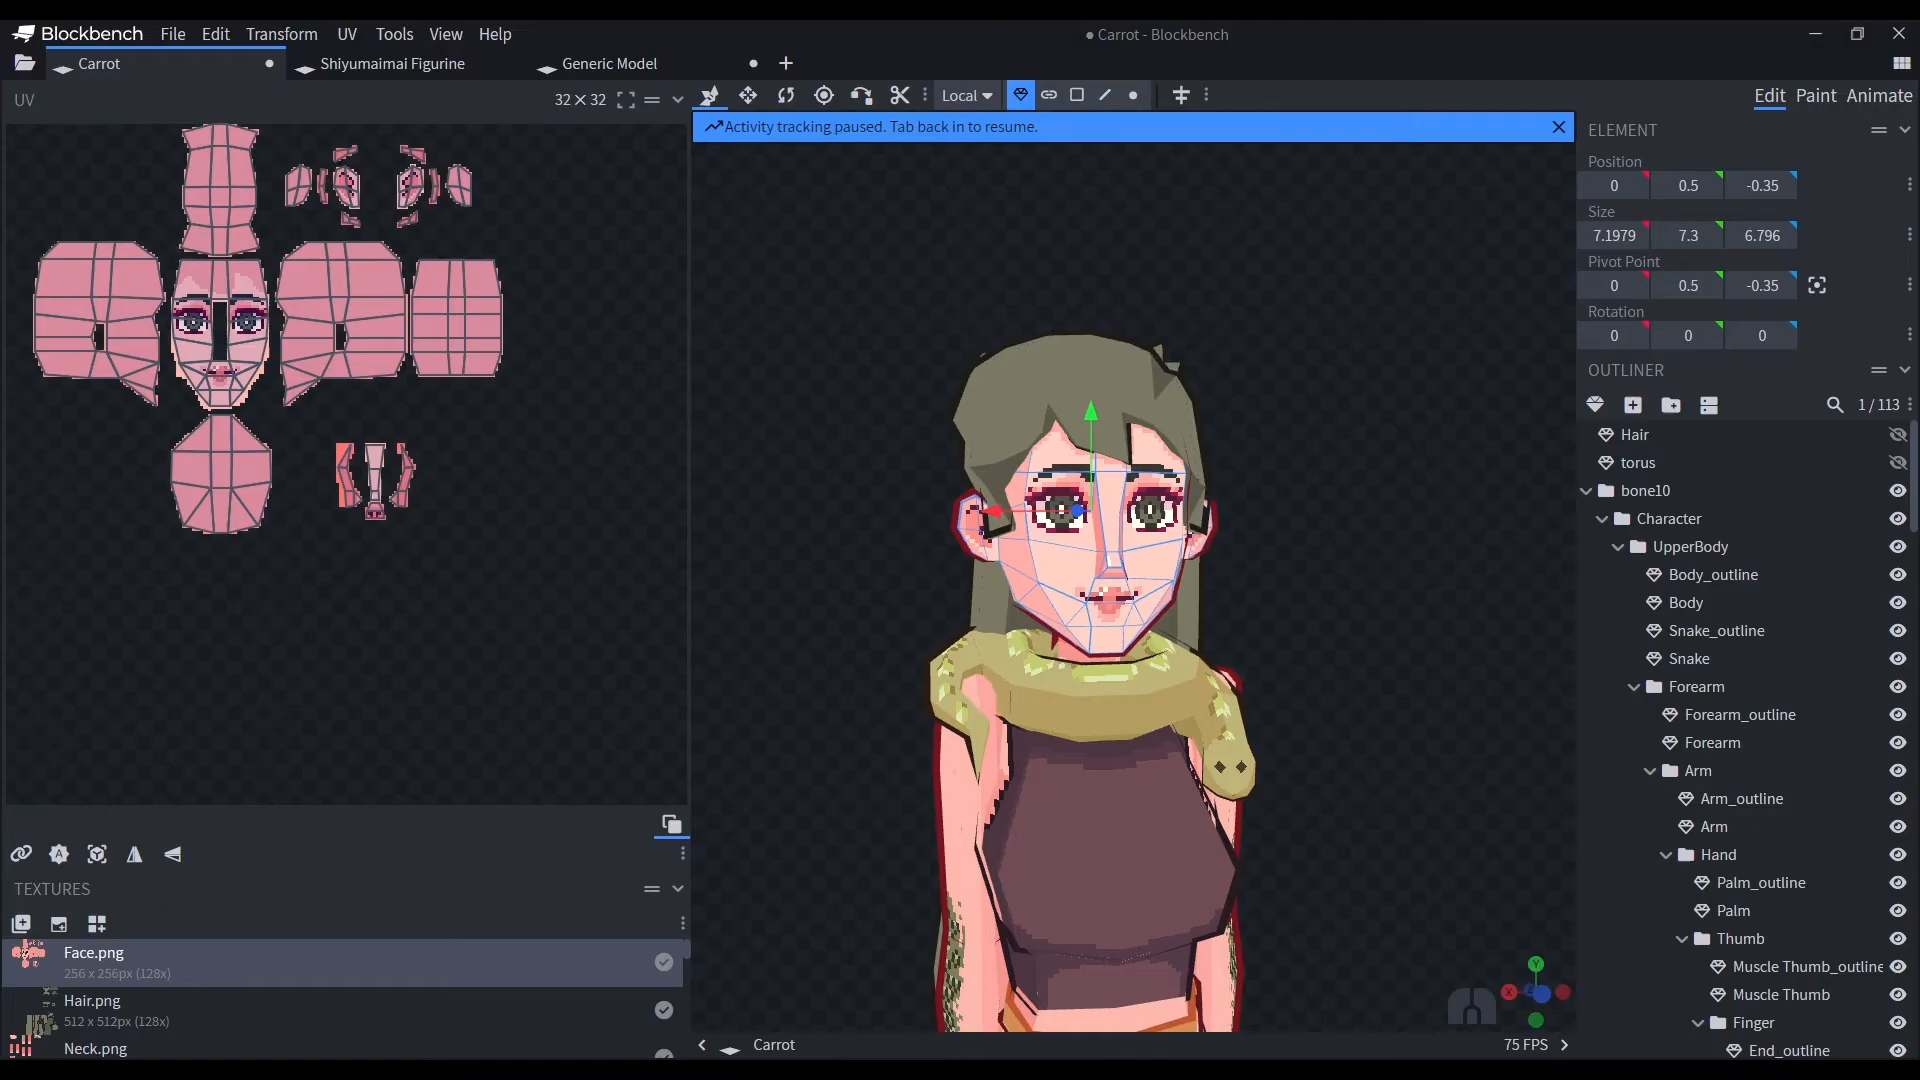 Blockbench File Edit Transform UV Tools View Help
● Carrot - Blockbench
Carrot
Shiyumaimai Figurine
Generic Model
UV
32 × 32
Local
Edit Paint Animate
Activity tracking paused. Tab back in to resume.
ELEMENT
Position
0 0.5 -0.35
Size
7.1979 7.3 6.796
Pivot Point
0 0.5 -0.35
Rotation
0 0 0
OUTLINER
1 / 113
Hair
torus
bone10
Character
UpperBody
Body_outline
Body
Snake_outline
Snake
Forearm
Forearm_outline
Forearm
Arm
Arm_outline
Arm
Hand
Palm_outline
Palm
Thumb
Muscle Thumb_outline
Muscle Thumb
Finger
End_outline
TEXTURES
Face.png
256 x 256px (128x)
Hair.png
512 x 512px (128x)
Neck.png
Carrot
75 FPS
X
Y